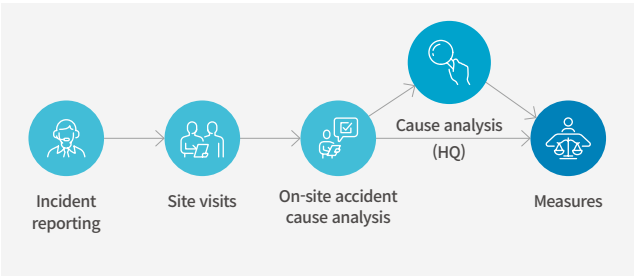 Incident
reporting
Site visits
On-site accident
cause analysis
Cause analysis
(HQ)
Measures